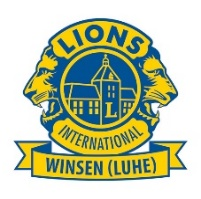 LIONS
L
INTERNATIONAL
WINSEN (LUHE)